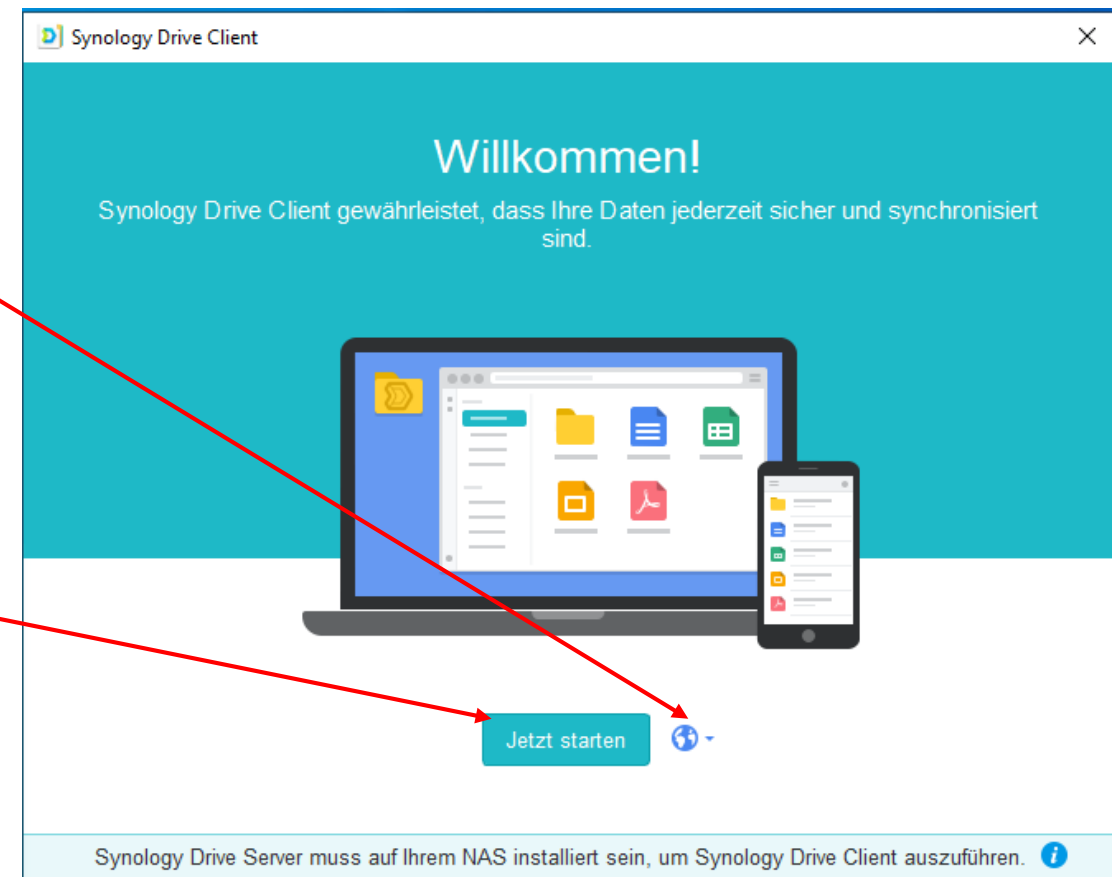 Synology Drive Client
Willkommen!
Synology Drive Client gewährleistet, dass Ihre Daten jederzeit sicher und synchronisiert
sind.
Jetzt starten
Synology Drive Server muss auf Ihrem NAS installiert sein, um Synology Drive Client auszuführen.